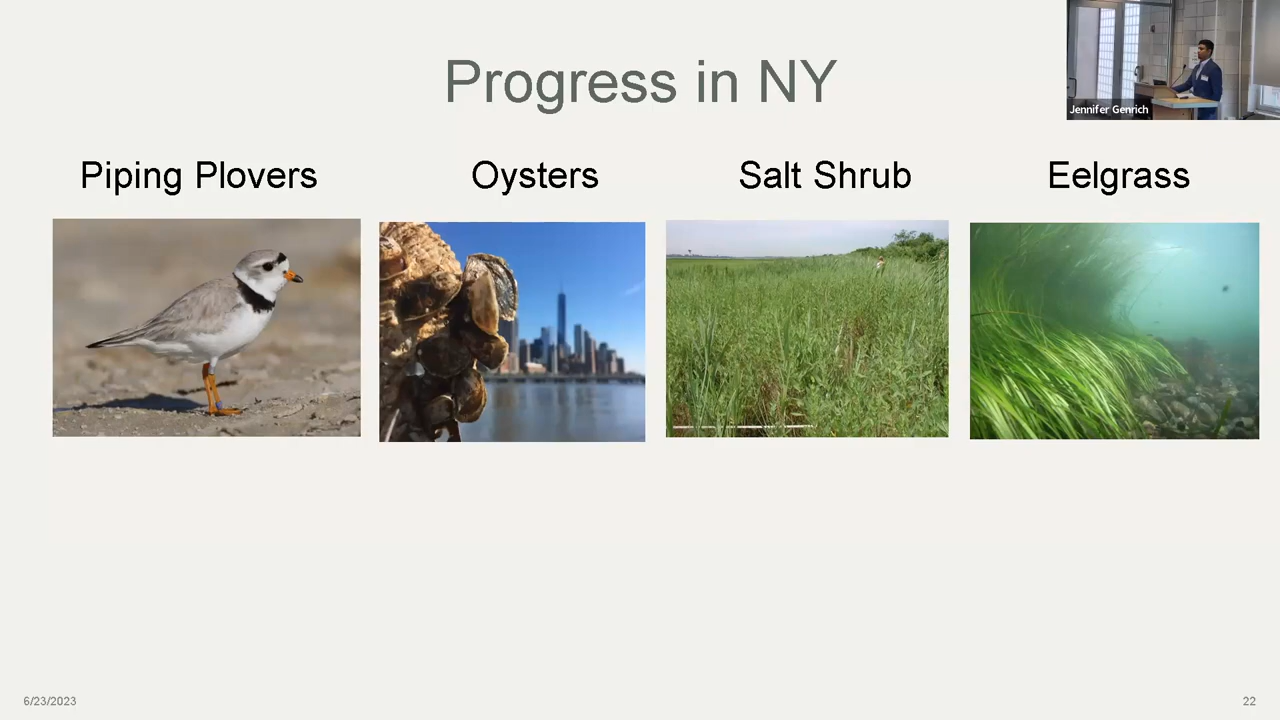 Progress in NY
Jennifer Genrich
Piping Plovers
Oysters
Salt Shrub
Eelgrass
6/23/2023
22